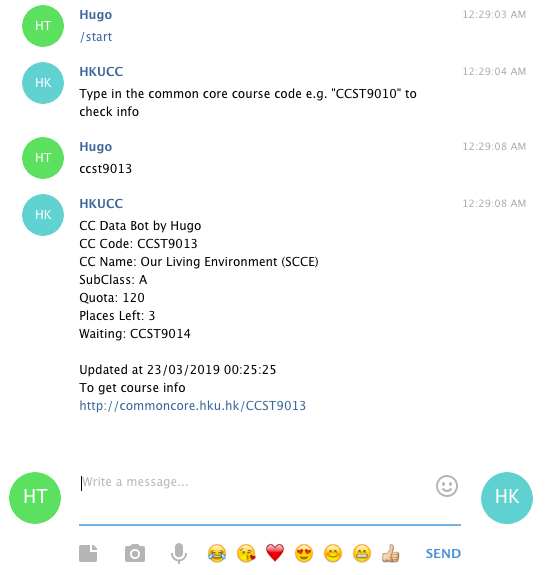 HT
Hugo
12:29:03 AM
/start
HK
HKUCC
12:29:04 AM
Type in the common core course code e.g. "CCST9010" to
check info
HT
Hugo
12:29:08 AM
ccst9013
HK
HKUCC
12:29:08 AM
CC Data Bot by Hugo
CC Code: CCST9013
CC Name: Our Living Environment (SCCE)
SubClass: A
Quota: 120
Places Left: 3
Waiting: CCST9014
Updated at 23/03/2019 00:25:25
To get course info
http://commoncore.hku.hk/CCST9013
HT
Write a message...
HK
SEND